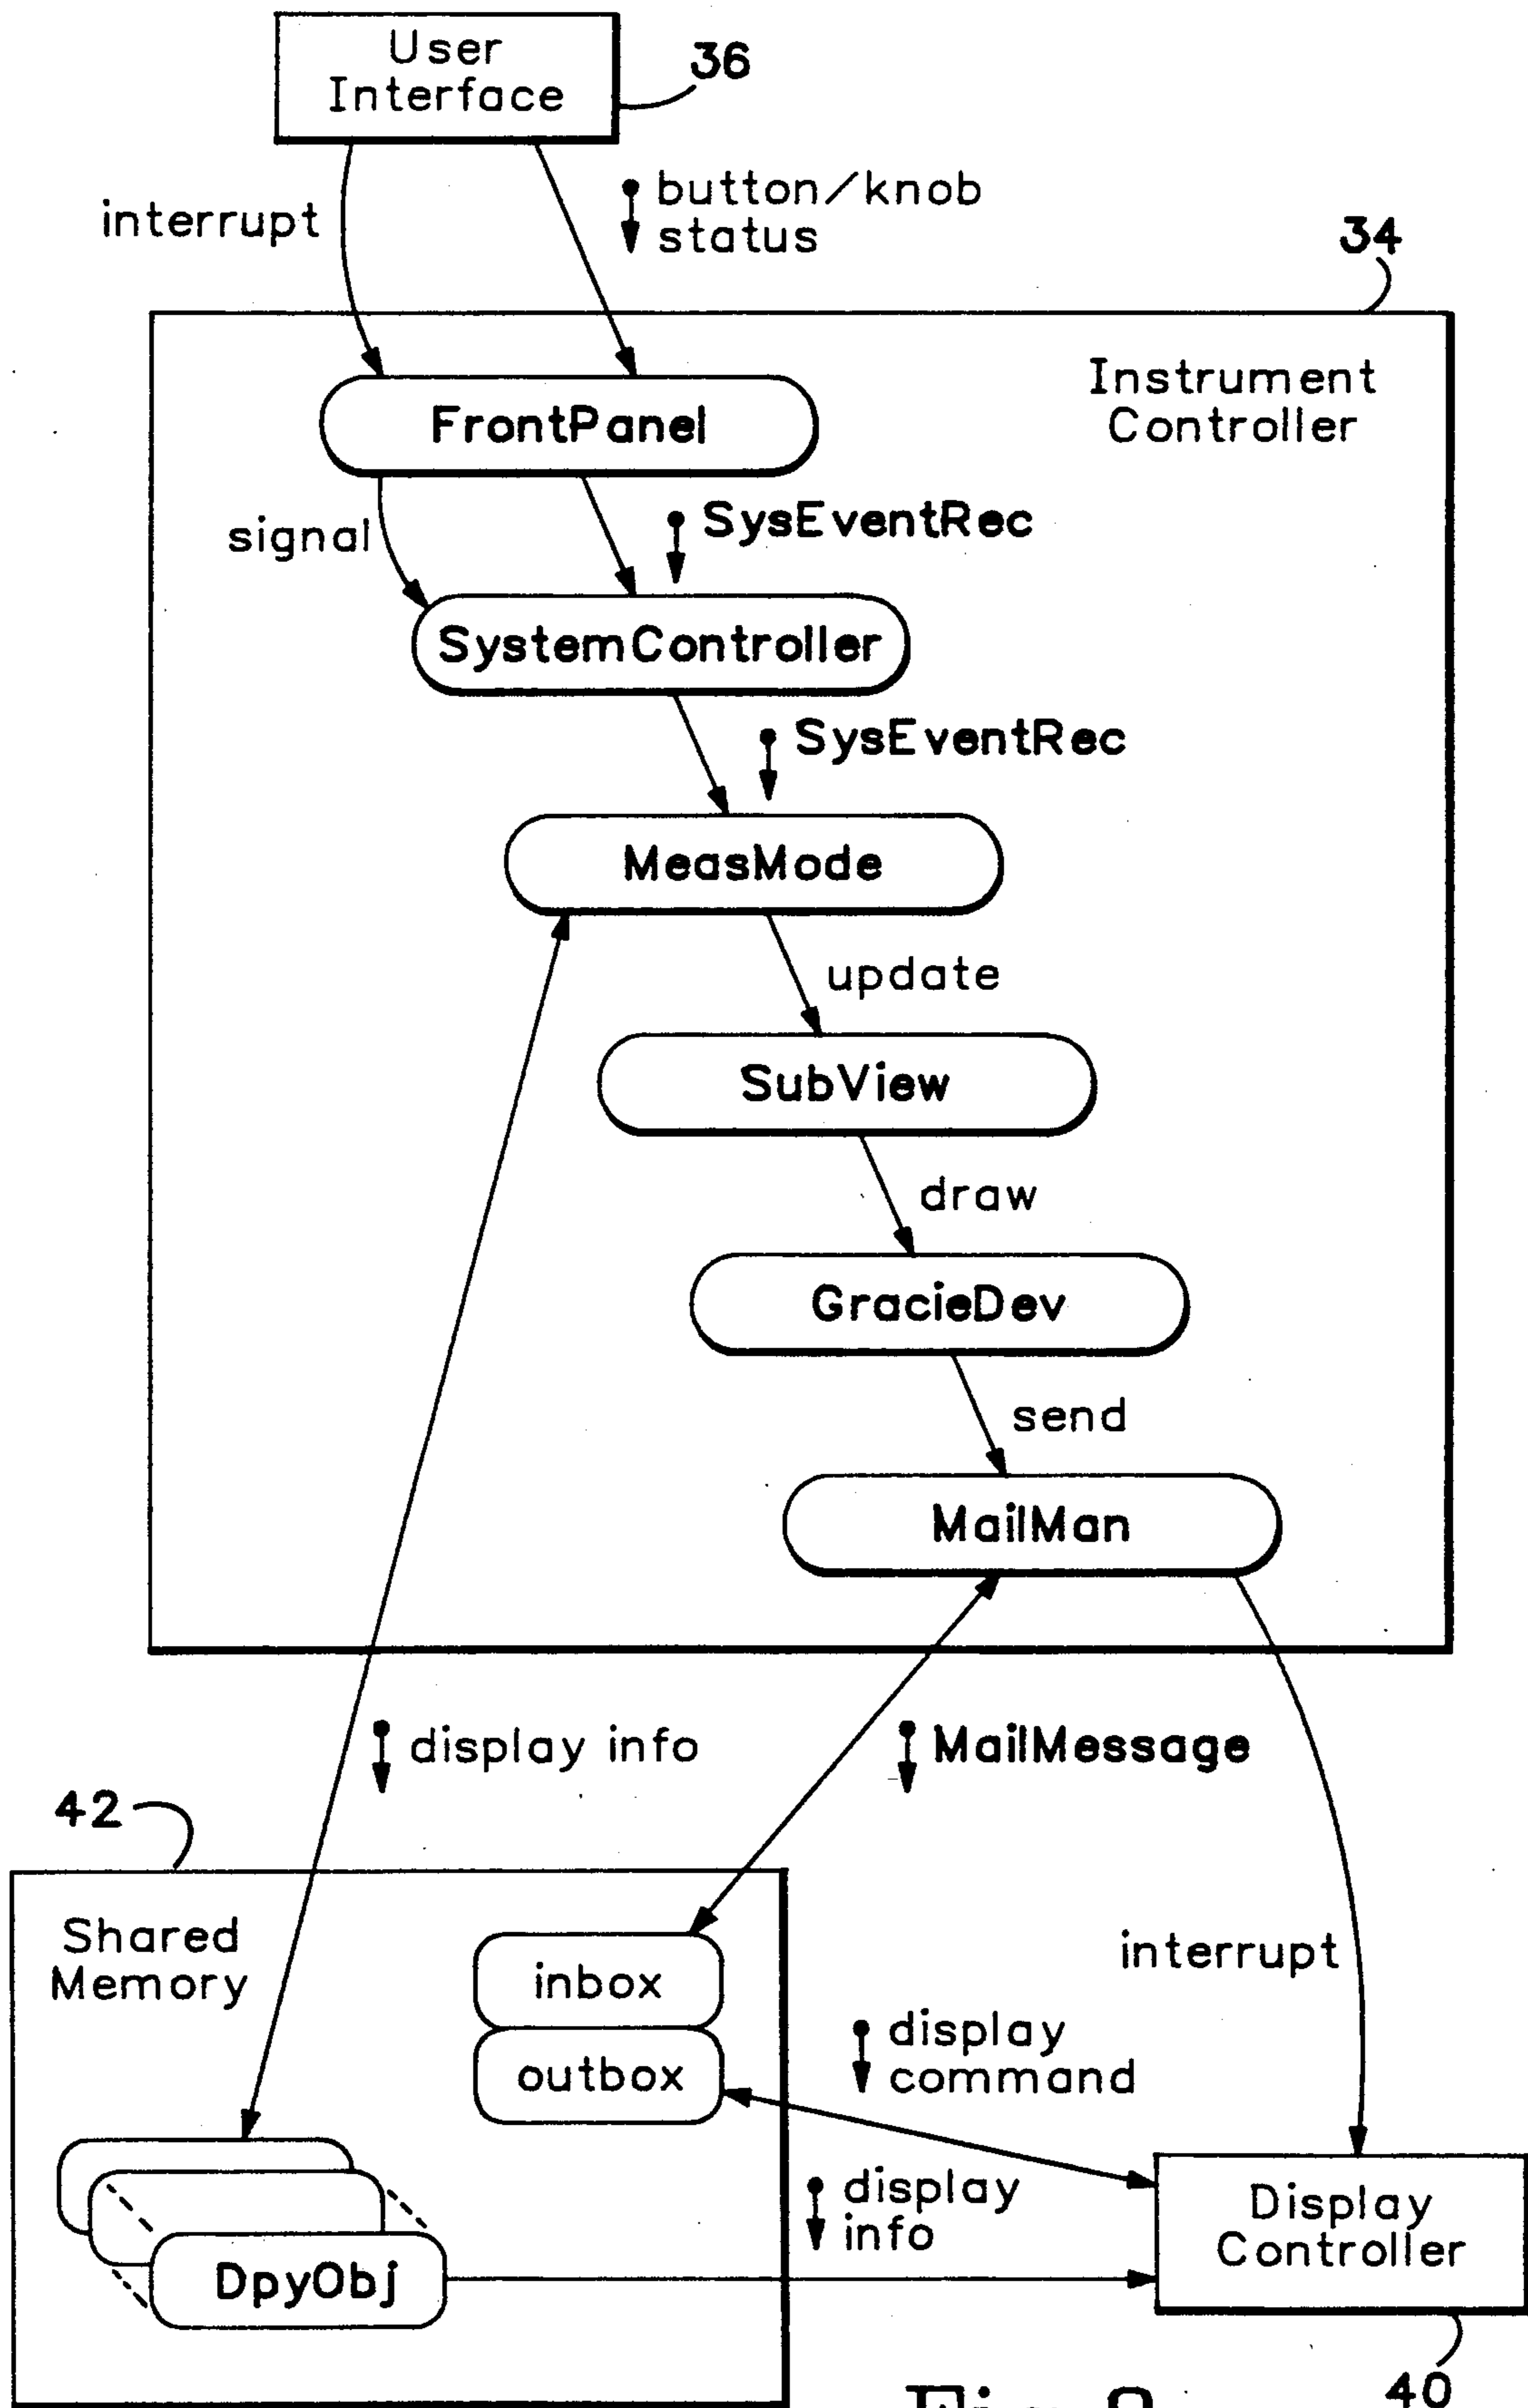 User
Interface
36
interrupt
button/knob
status
34
Instrument
Controller
FrontPanel
signal
SysEventRec
SystemController
SysEventRec
MeasMode
update
SubView
draw
GracieDev
send
MailMan
display info
MailMessage
42
Shared
Memory
inbox
interrupt
outbox
display
command
display
info
Display
Controller
DpyObj
40